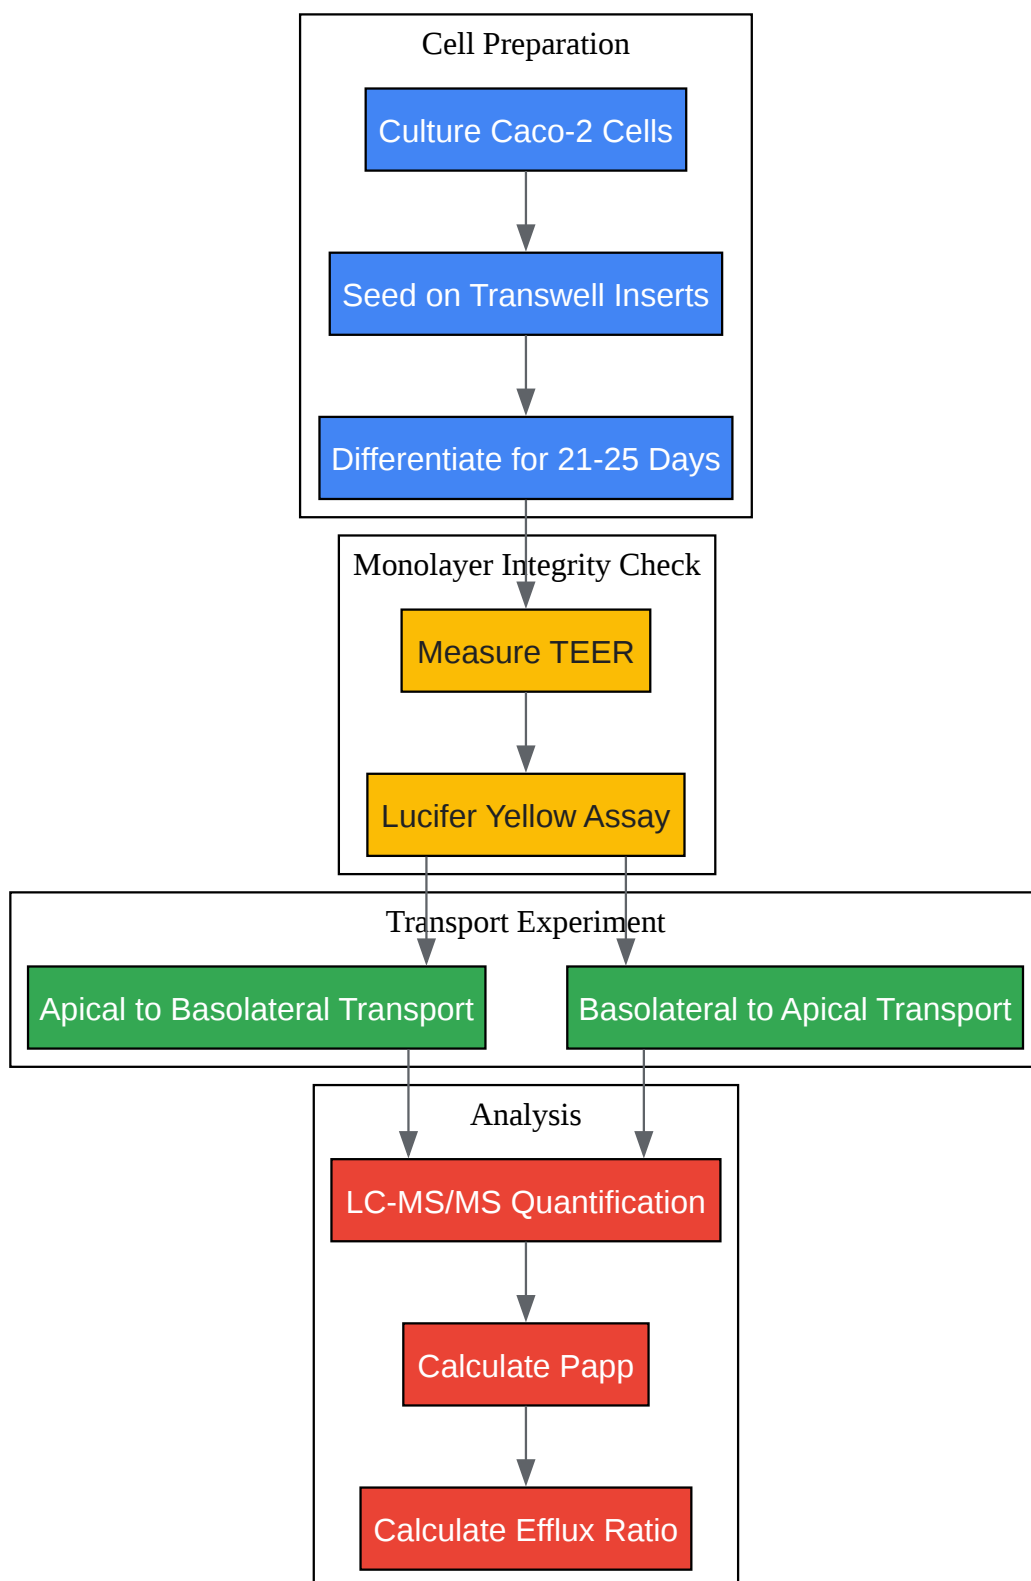 Cell Preparation
Culture Caco-2 Cells
Seed on Transwell Inserts
Differentiate for 21-25 Days
Monolayer Integrity Check
Measure TEER
Lucifer Yellow Assay
Transport Experiment
Apical to Basolateral Transport
Basolateral to Apical Transport
Analysis
LC-MS/MS Quantification
Calculate Papp
Calculate Efflux Ratio